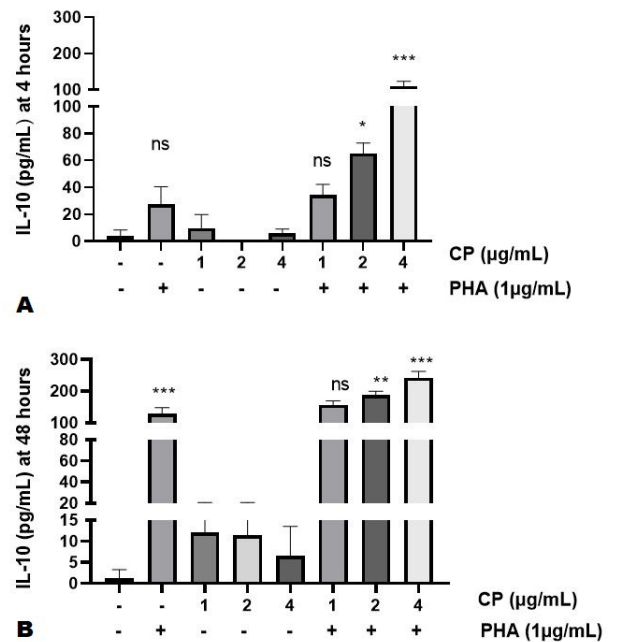 IL-10 (pg/mL) at 4 hours
300
200
100
100
80
60
40
20
0
ns
ns
*
***
- - 1 2 4 1 2 4 CP (µg/mL)
- + - - - + + + PHA (1µg/mL)
A
IL-10 (pg/mL) at 48 hours
300
200
100
80
60
40
20
15
10
5
0
***
ns
**
***
- - 1 2 4 1 2 4 CP (µg/mL)
- + - - - + + + PHA (1µg/mL)
B